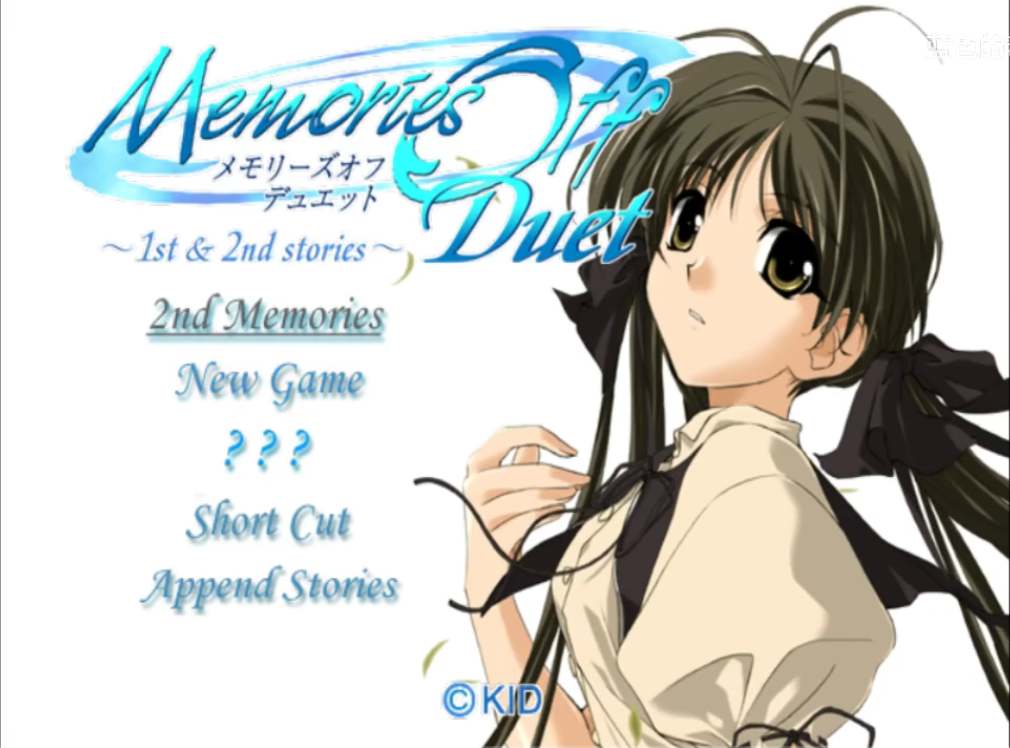 Memories Off
メモリーズオフ
デュエット
Duet
～1st & 2nd stories～
2nd Memories
New Game
? ? ?
Short Cut
Append Stories
©KID